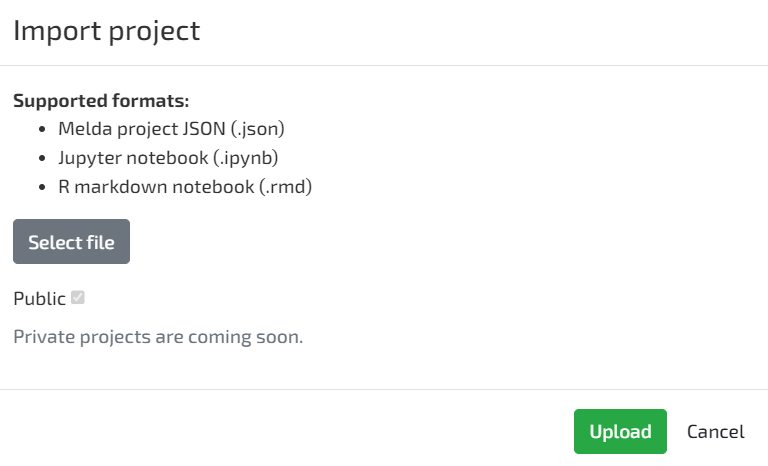 Import project
Supported formats:
Melda project JSON (.json)
Jupyter notebook (.ipynb)
R markdown notebook (.rmd)
Select file
Public
Private projects are coming soon.
Upload Cancel